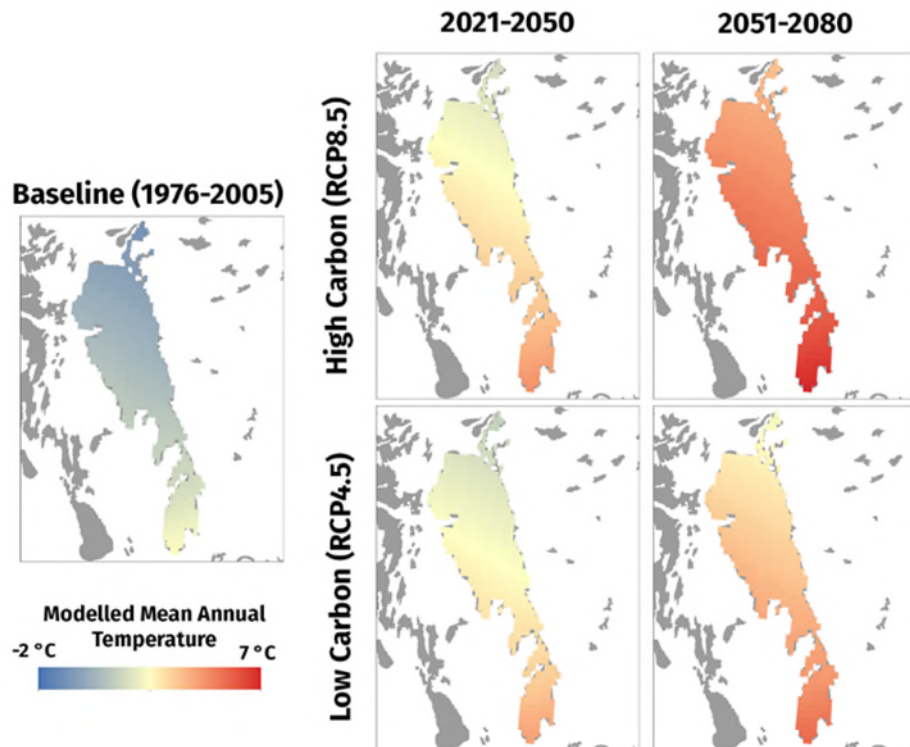 2021-2050
2051-2080
High Carbon (RCP8.5)
Baseline (1976-2005)
Low Carbon (RCP4.5)
Modelled Mean Annual
Temperature
-2 °C
7 °C